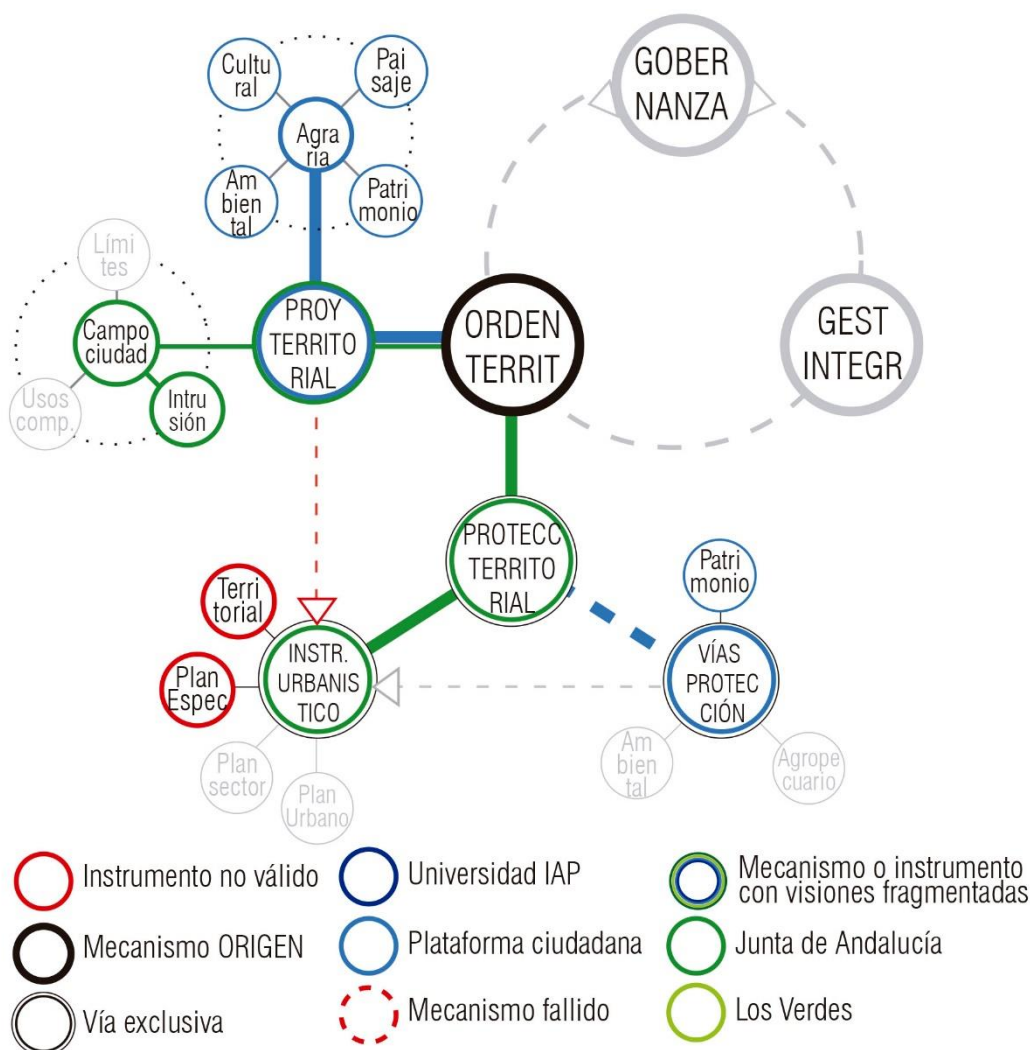 Cultu
ral
Pai
saje
Agra
ria
Am
bien
tal
Patri
monio
GOBER
NANZA
Lími
tes
Campo
ciudad
Usos
comp.
Intru
sión
PROY
TERRITO
RIAL
ORDEN
TERRIT
GEST
INTEGR
PROTECC
TERRITO
RIAL
Patri
monio
Terri
torial
Plan
Espec
INSTR.
URBANIS
TICO
VÍAS
PROTEC
CIÓN
Plan
sector
Plan
Urbano
Am
bien
tal
Agrope
cuario
Instrumento no válido
Universidad IAP
Mecanismo o instrumento
con visiones fragmentadas
Mecanismo ORIGEN
Plataforma ciudadana
Junta de Andalucía
Vía exclusiva
Mecanismo fallido
Los Verdes